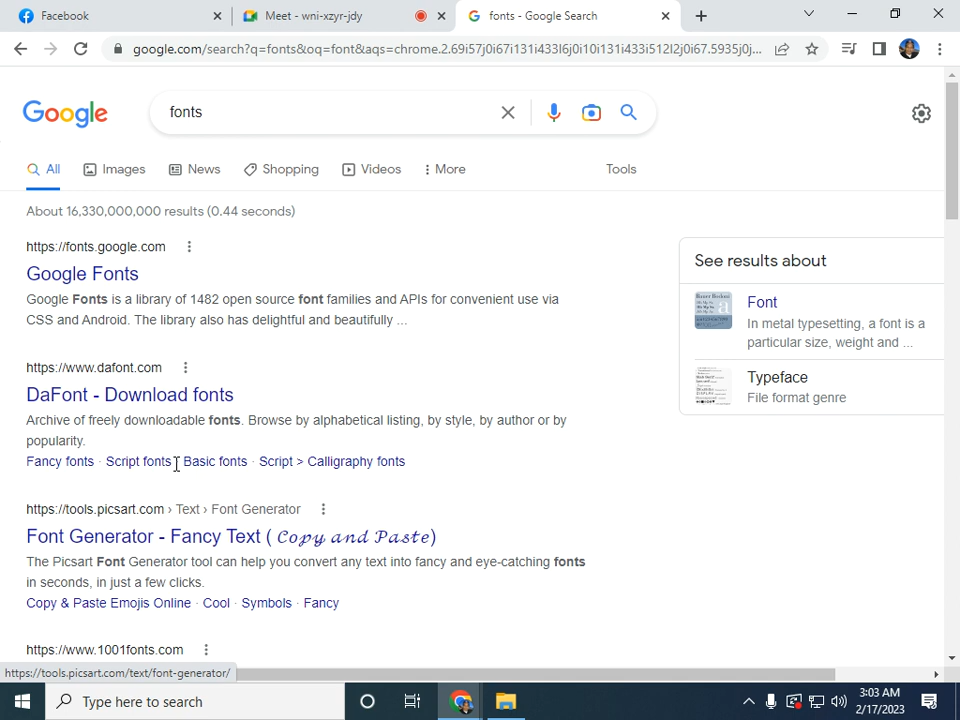 Facebook
Meet - wni-xzyr-jdy
fonts - Google Search
google.com/search?q=fonts&oq=font&aqs=chrome.2.69i57j0i67i131i433l6j0i10i131i433i512l2j0i67.5935j0j...
Google
fonts
All
Images
News
Shopping
Videos
More
Tools
About 16,330,000,000 results (0.44 seconds)
https://fonts.google.com
Google Fonts
Google Fonts is a library of 1482 open source font families and APIs for convenient use via
CSS and Android. The library also has delightful and beautifully ...
https://www.dafont.com
DaFont - Download fonts
Archive of freely downloadable fonts. Browse by alphabetical listing, by style, by author or by
popularity.
Fancy fonts · Script fonts · Basic fonts · Script > Calligraphy fonts
https://tools.picsart.com › Text › Font Generator
Font Generator - Fancy Text ( 𝓒𝓸𝓹𝔂 𝓪𝓷𝓭 𝓟𝓪𝓼𝓽𝓮)
The Picsart Font Generator tool can help you convert any text into fancy and eye-catching fonts
in seconds, in just a few clicks.
Copy & Paste Emojis Online · Cool · Symbols · Fancy
https://www.1001fonts.com
See results about
Font
In metal typesetting, a font is a
particular size, weight and ...
Typeface
File format genre
https://tools.picsart.com/text/font-generator/
Type here to search
3:03 AM
2/17/2023